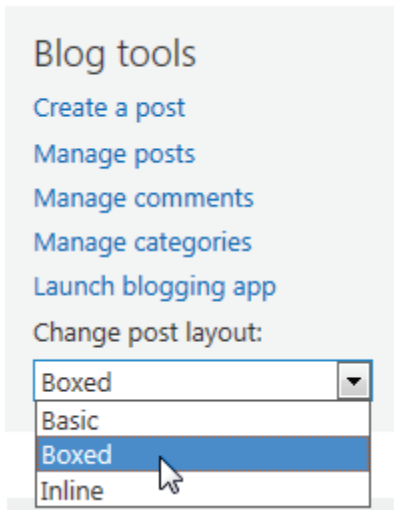 Blog tools
Create a post
Manage posts
Manage comments
Manage categories
Launch blogging app
Change post layout:
Boxed
Basic
Boxed
Inline